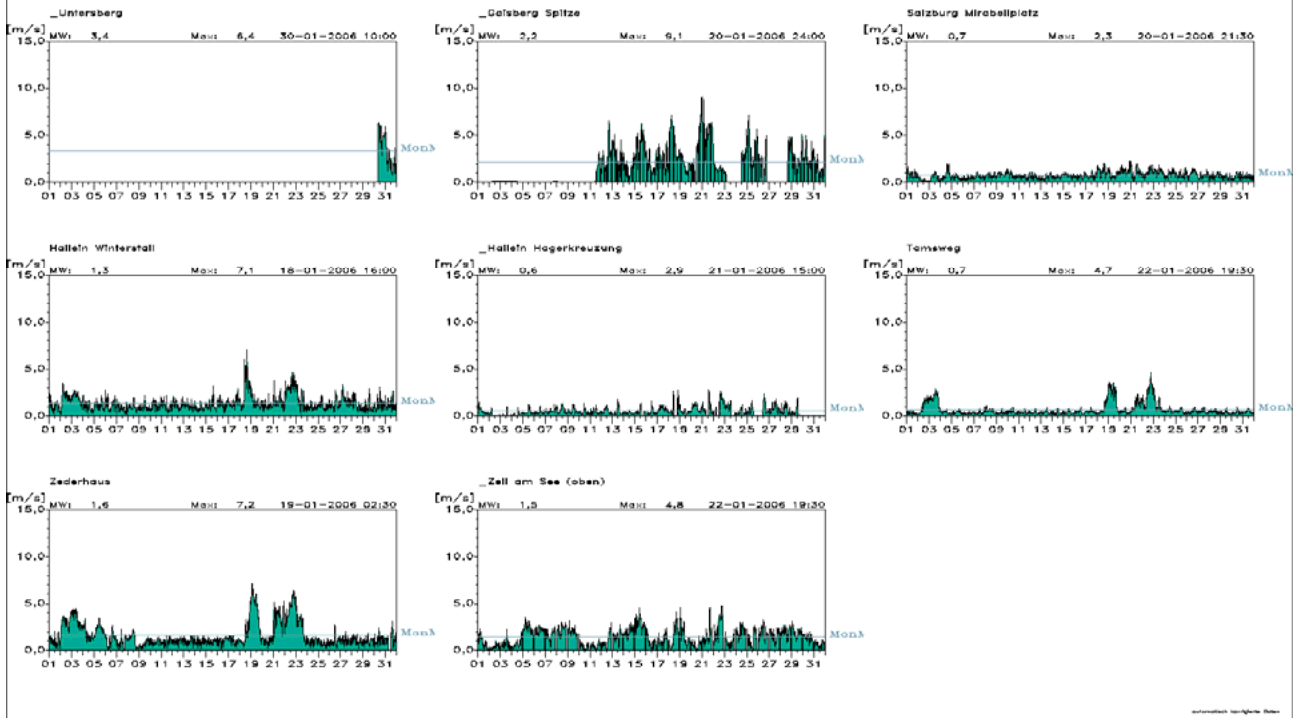 _Untersberg
[m/s] MW: 3,4 Max: 6,4 30-01-2006 10:00
15,0
10,0
5,0
MonM
0,0
01 03 05 07 09 11 13 15 17 19 21 23 25 27 29 31
_Gaisberg Spitze
[m/s] MW: 2,2 Max: 9,1 20-01-2006 24:00
15,0
10,0
5,0
MonM
0,0
01 03 05 07 09 11 13 15 17 19 21 23 25 27 29 31
Salzburg Mirabellplatz
[m/s] MW: 0,7 Max: 2,3 20-01-2006 21:30
15,0
10,0
5,0
MonM
0,0
01 03 05 07 09 11 13 15 17 19 21 23 25 27 29 31
Hallein Winterstall
[m/s] MW: 1,3 Max: 7,1 18-01-2006 16:00
15,0
10,0
5,0
MonM
0,0
01 03 05 07 09 11 13 15 17 19 21 23 25 27 29 31
_Hallein Hagerkreuzung
[m/s] MW: 0,6 Max: 2,9 21-01-2006 15:00
15,0
10,0
5,0
MonM
0,0
01 03 05 07 09 11 13 15 17 19 21 23 25 27 29 31
Tamsweg
[m/s] MW: 0,7 Max: 4,7 22-01-2006 19:30
15,0
10,0
5,0
MonM
0,0
01 03 05 07 09 11 13 15 17 19 21 23 25 27 29 31
Zederhaus
[m/s] MW: 1,6 Max: 7,2 19-01-2006 02:30
15,0
10,0
5,0
MonM
0,0
01 03 05 07 09 11 13 15 17 19 21 23 25 27 29 31
_Zell am See (oben)
[m/s] MW: 1,5 Max: 4,8 22-01-2006 19:30
15,0
10,0
5,0
MonM
0,0
01 03 05 07 09 11 13 15 17 19 21 23 25 27 29 31